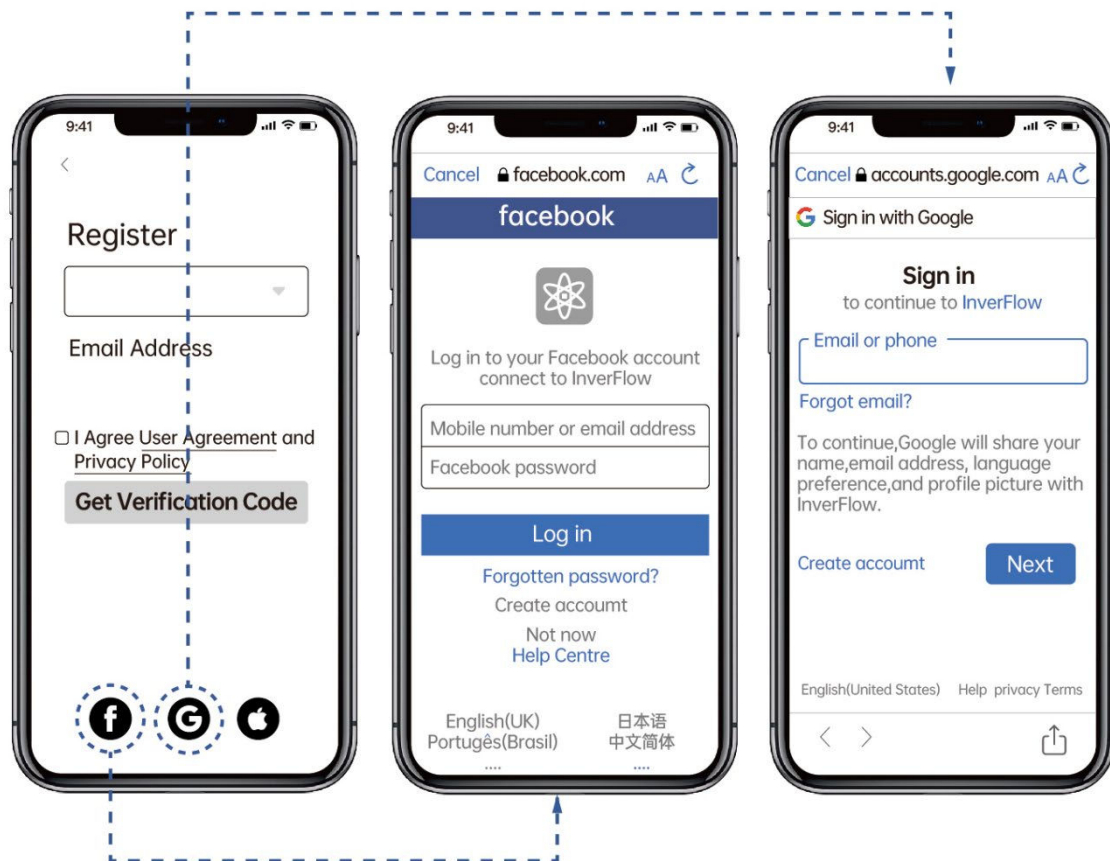 9:41
Register
Email Address
I Agree User Agreement and
Privacy Policy
Get Verification Code
f
G
9:41
Cancel facebook.com AA
facebook
Log in to your Facebook account
connect to InverFlow
Mobile number or email address
Facebook password
Log in
Forgotten password?
Create accoumt
Not now
Help Centre
English(UK) 日本语
Portugês(Brasil) 中文简体
.... ....
9:41
Cancel accounts.google.com AA
G Sign in with Google
Sign in
to continue to InverFlow
Email or phone
Forgot email?
To continue,Google will share your
name,email address, language
preference,and profile picture with
InverFlow.
Create accoumt Next
English(United States) Help privacy Terms